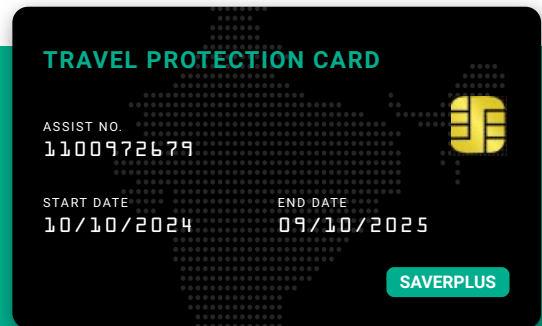 TRAVEL PROTECTION CARD
ASSIST NO.
1100972679
START DATE
10/10/2024
END DATE
09/10/2025
SAVERPLUS